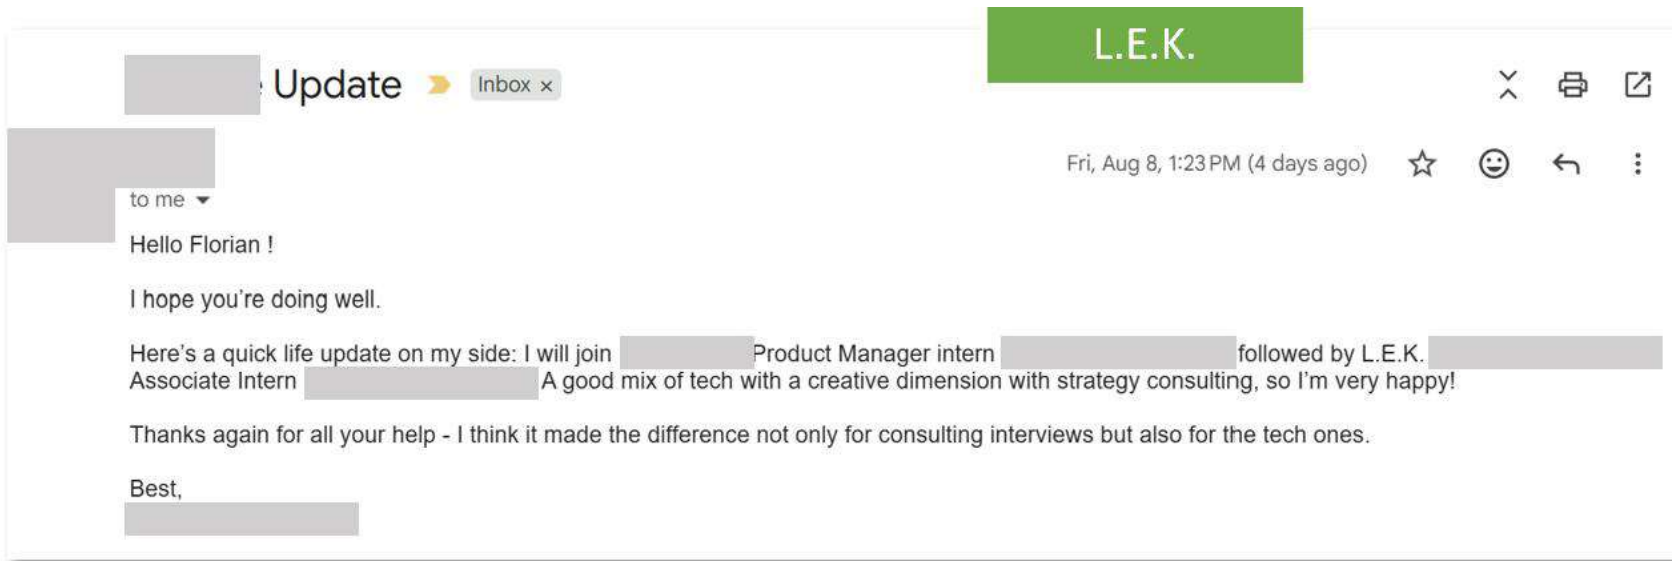 L.E.K.
Update
Inbox ×
Fri, Aug 8, 1:23 PM (4 days ago)
to me
Hello Florian !
I hope you're doing well.
Here's a quick life update on my side: I will join Product Manager intern followed by L.E.K.
Associate Intern A good mix of tech with a creative dimension with strategy consulting, so I'm very happy!
Thanks again for all your help - I think it made the difference not only for consulting interviews but also for the tech ones.
Best,